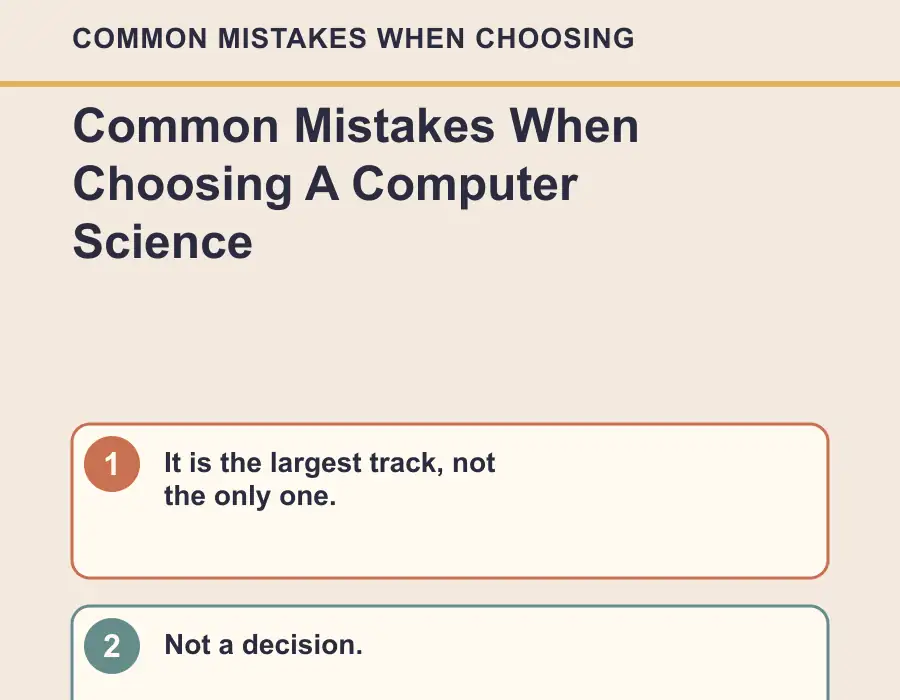 COMMON MISTAKES WHEN CHOOSING
Common Mistakes When
Choosing A Computer
Science
1
It is the largest track, not
the only one.
2
Not a decision.